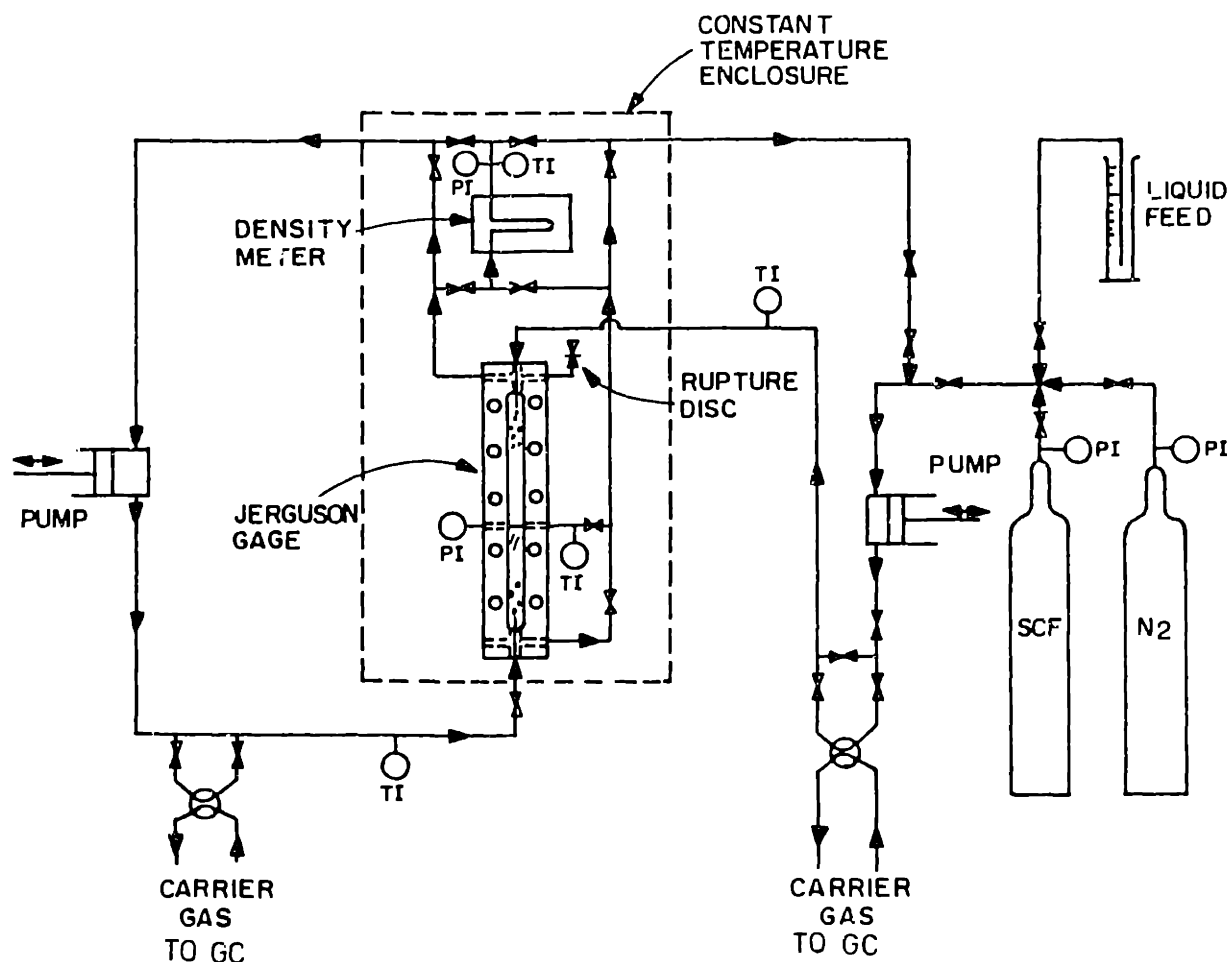 CONSTANT
TEMPERATURE
ENCLOSURE
PI
TI
DENSITY
METER
LIQUID
FEED
TI
RUPTURE
DISC
PI
PI
PUMP
PUMP
JERGUSON
GAGE
PI
TI
SCF
N2
TI
CARRIER
GAS
TO GC
CARRIER
GAS
TO GC